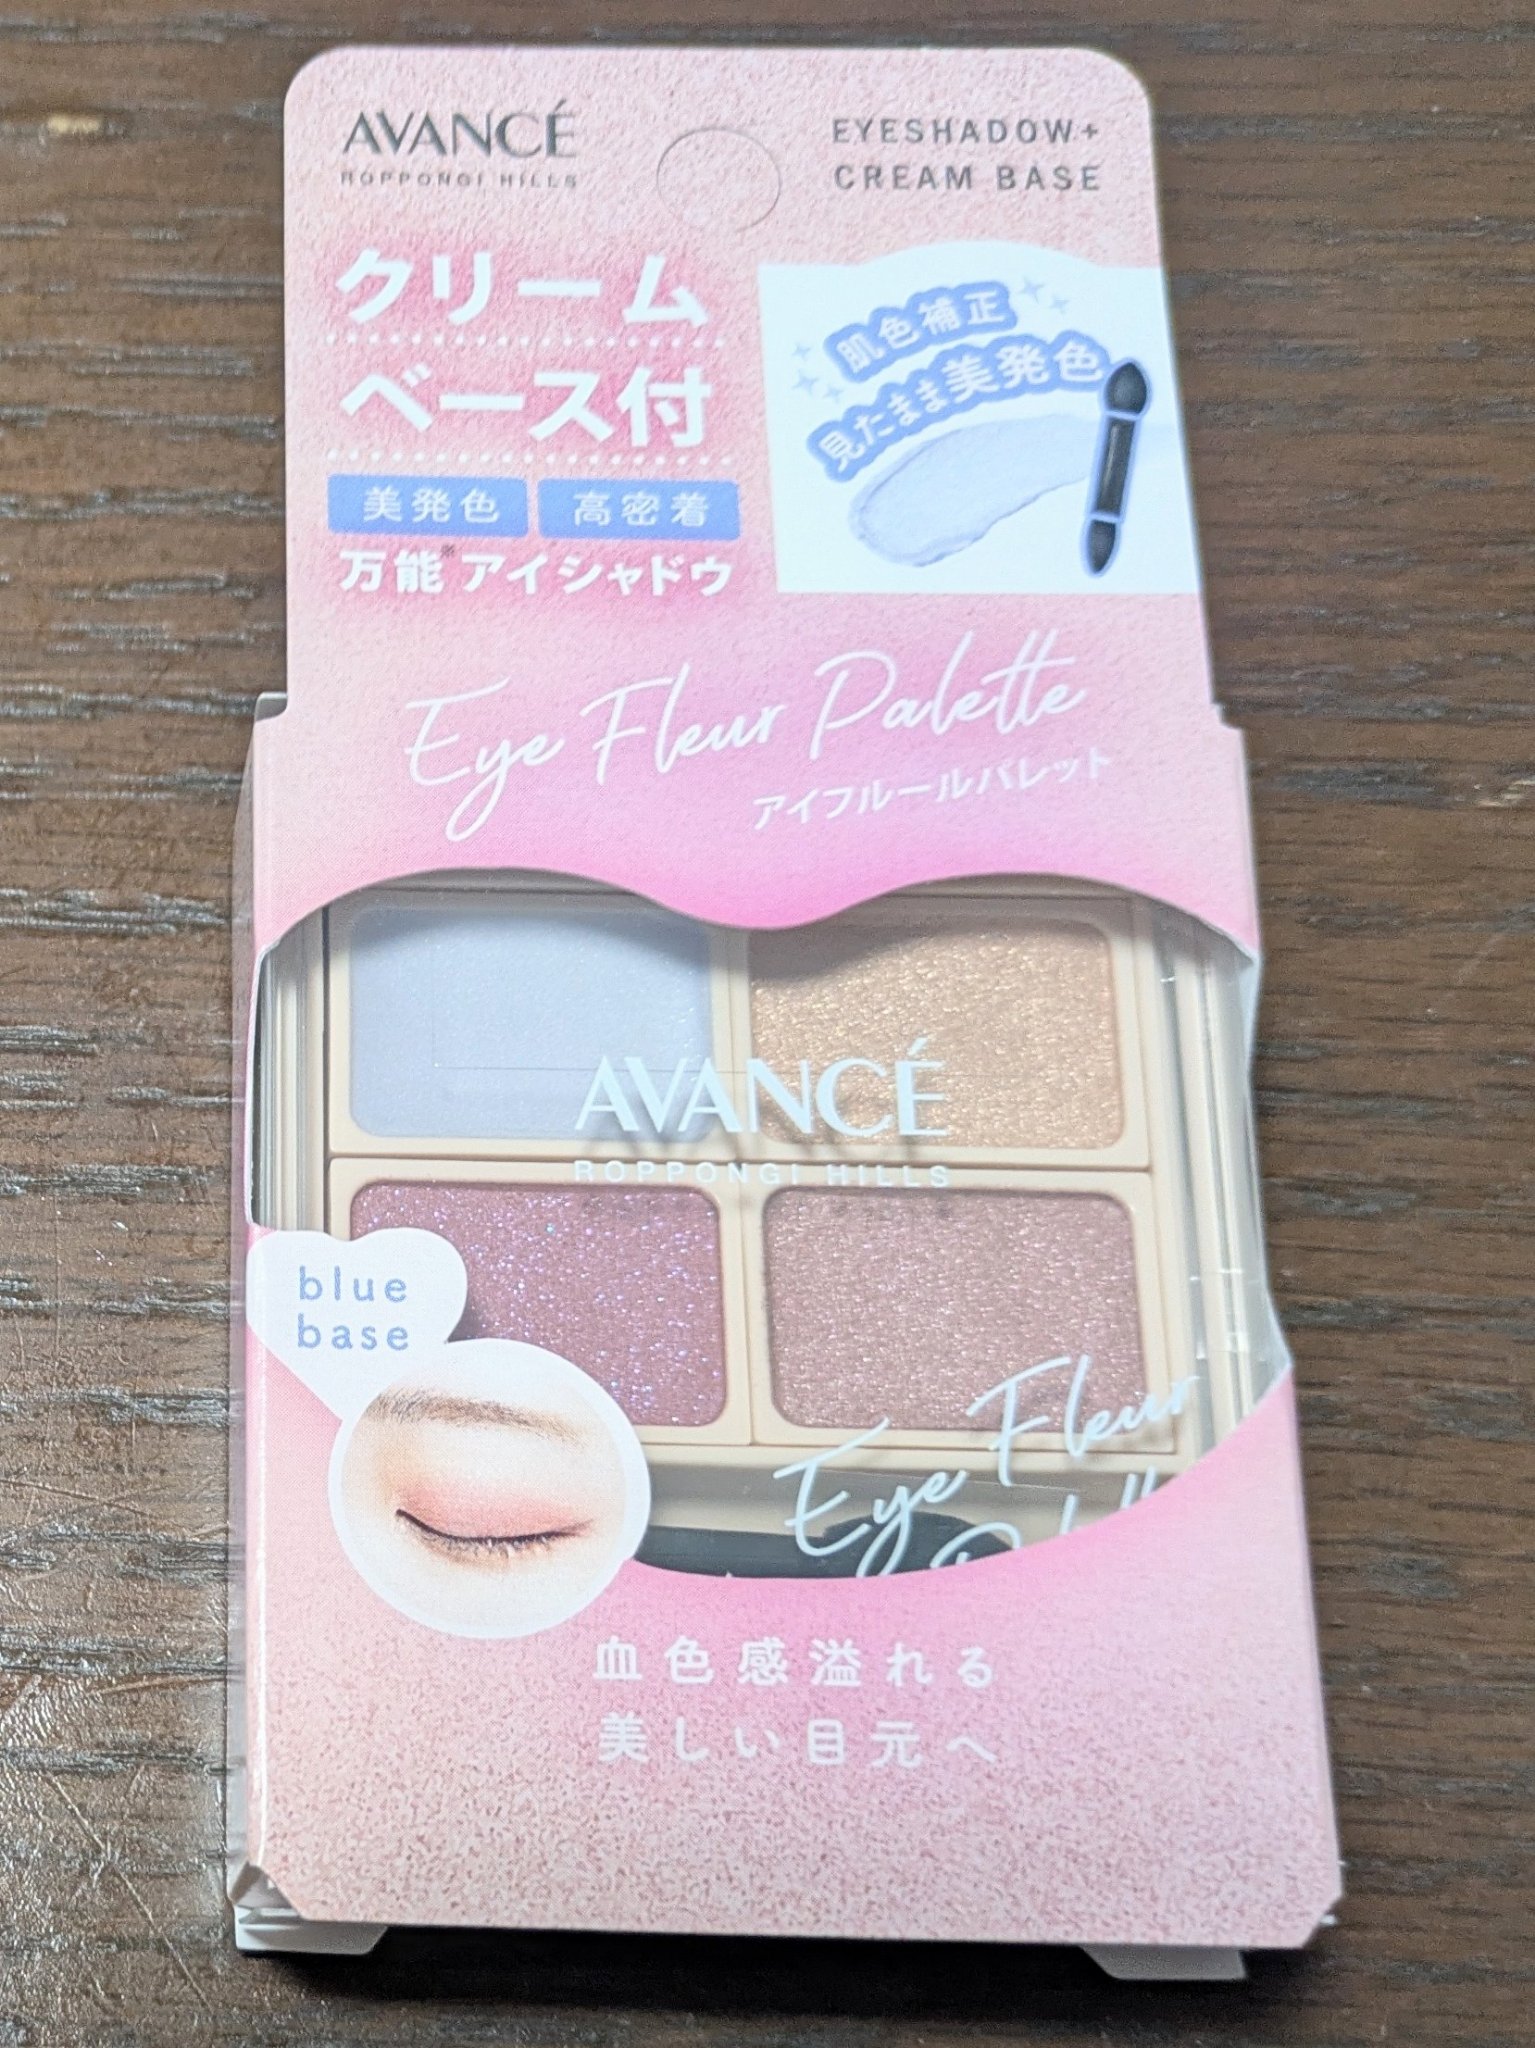 AVANCÉ
ROPPONGI HILLS
EYESHADOW+
CREAM BASE
クリーム
ベース付
美発色
高密着
万能※アイシャドウ
肌色補正
見たまま美発色
Eye Fleur Palette
アイフルールパレット
AVANCÉ
ROPPONGI HILLS
blue
base
Eye Fleur
血色感溢れる
美しい目元へ